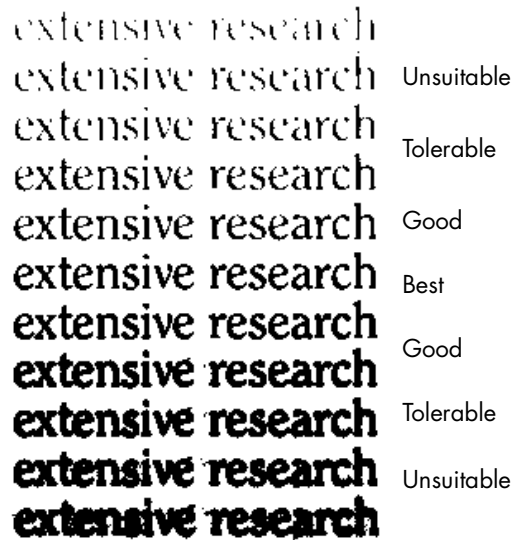 extensive research
extensive research Unsuitable
extensive research
Tolerable
extensive research
extensive research Good
extensive research Best
extensive research
Good
extensive research
extensive research Tolerable
extensive research Unsuitable
extensive research